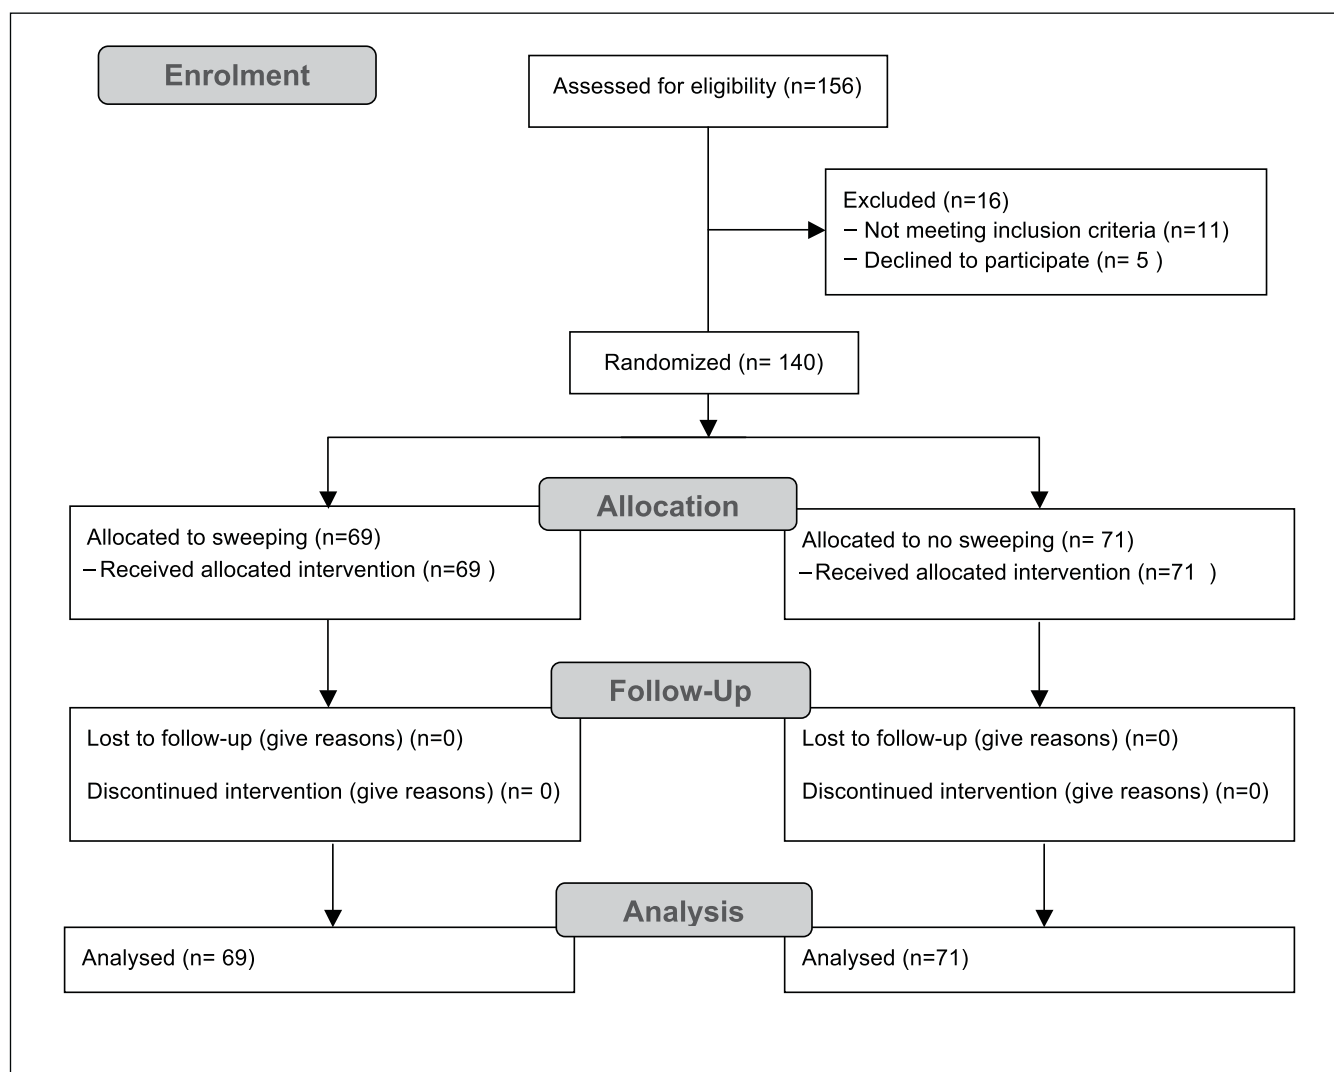 Enrolment
Assessed for eligibility (n=156)
Excluded (n=16)
– Not meeting inclusion criteria (n=11)
– Declined to participate (n= 5 )
Randomized (n= 140)
Allocation
Allocated to sweeping (n=69)
–Received allocated intervention (n=69 )
Allocated to no sweeping (n= 71)
–Received allocated intervention (n=71  )
Follow-Up
Lost to follow-up (give reasons) (n=0)
Discontinued intervention (give reasons) (n= 0)
Lost to follow-up (give reasons) (n=0)
Discontinued intervention (give reasons) (n=0)
Analysis
Analysed (n= 69)
Analysed (n=71)